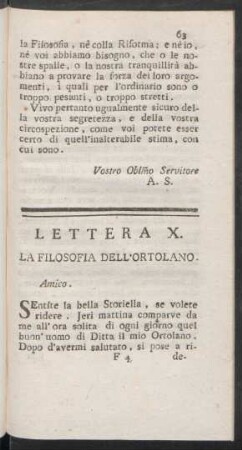 63
la Filosofia, nè colla Risotma; e nè io,
nè voi abbiamo bisogno, che o le no-
stre spalle, o la nostra tranquillità ab-
biano a provare la forza dei loro argo-
menti, i quali per l'ordinario sono o
troppo pesanti, o troppo stretti.
Vivo pertanto ugualmente sicuro del-
la vostra segretezza, e della vostra
circospezione, come voi potete esser
certo di quell'inalterabile stima, con
cui sono.
Vostro Oblmo Servitore
A. S.
LETTERA X.
LA FILOSOFIA DELL'ORTOLANO.
Amico.
SEntite la bella Storiella, se volete
ridere. Jeri mattina comparve da
me all'ora solita di ogni giorno quel
buon'uomo di Ditta il mio Ortolano.
Dopo d'avermi salutato, si pose a ri-
F 4 de-